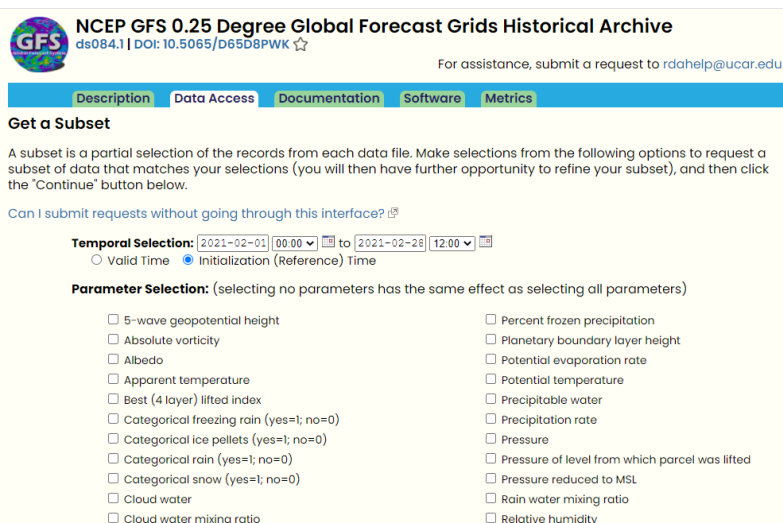 GFS
NCEP GFS 0.25 Degree Global Forecast Grids Historical Archive
ds084.1 | DOI: 10.5065/D65D8PWK
For assistance, submit a request to rdahelp@ucar.edu
Description Data Access Documentation Software Metrics
Get a Subset
A subset is a partial selection of the records from each data file. Make selections from the following options to request a
subset of data that matches your selections (you will then have further opportunity to refine your subset), and then click
the "Continue" button below.
Can I submit requests without going through this interface?
Temporal Selection: 2021-02-01 00:00 to 2021-02-28 12:00
Valid Time Initialization (Reference) Time
Parameter Selection: (selecting no parameters has the same effect as selecting all parameters)
5-wave geopotential height
Absolute vorticity
Albedo
Apparent temperature
Best (4 layer) lifted index
Categorical freezing rain (yes=1; no=0)
Categorical ice pellets (yes=1; no=0)
Categorical rain (yes=1; no=0)
Categorical snow (yes=1; no=0)
Cloud water
Cloud water mixing ratio
Percent frozen precipitation
Planetary boundary layer height
Potential evaporation rate
Potential temperature
Precipitable water
Precipitation rate
Pressure
Pressure of level from which parcel was lifted
Pressure reduced to MSL
Rain water mixing ratio
Relative humidity